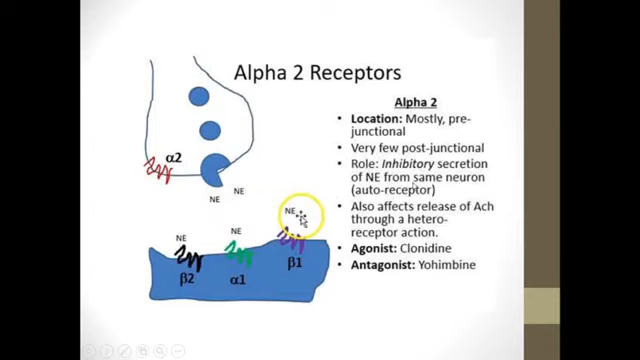 Alpha 2 Receptors
Alpha 2
• Location: Mostly, pre-
junctional
• Very few post-junctional
• Role: Inhibitory secretion
of NE from same neuron
(auto-receptor)
• Also affects release of Ach
through a hetero-
receptor action.
• Agonist: Clonidine
• Antagonist: Yohimbine
α2
NE
NE
NE
NE
NE
β2
α1
β1